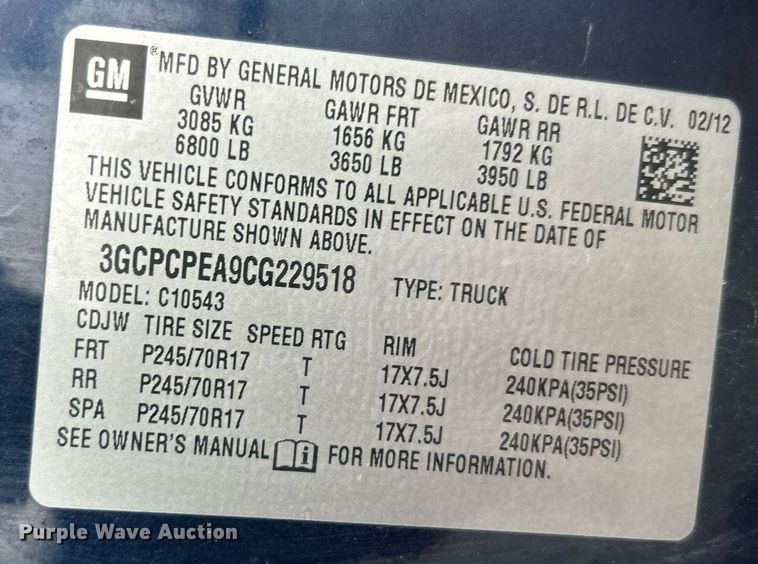 GM ® MFD BY GENERAL MOTORS DE MEXICO, S. DE R.L. DE C.V. 02/12
GVWR GAWR FRT GAWR RR
3085 KG 1656 KG 1792 KG
6800 LB 3650 LB 3950 LB
THIS VEHICLE CONFORMS TO ALL APPLICABLE U.S. FEDERAL MOTOR
VEHICLE SAFETY STANDARDS IN EFFECT ON THE DATE OF
MANUFACTURE SHOWN ABOVE.
3GCPCPEA9CG229518 TYPE: TRUCK
MODEL: C10543
CDJW TIRE SIZE SPEED RTG RIM COLD TIRE PRESSURE
FRT P245/70R17 T 17X7.5J 240KPA(35PSI)
RR P245/70R17 T 17X7.5J 240KPA(35PSI)
SPA P245/70R17 T 17X7.5J 240KPA(35PSI)
SEE OWNER'S MANUAL i FOR MORE INFORMATION.
Purple Wave Auction